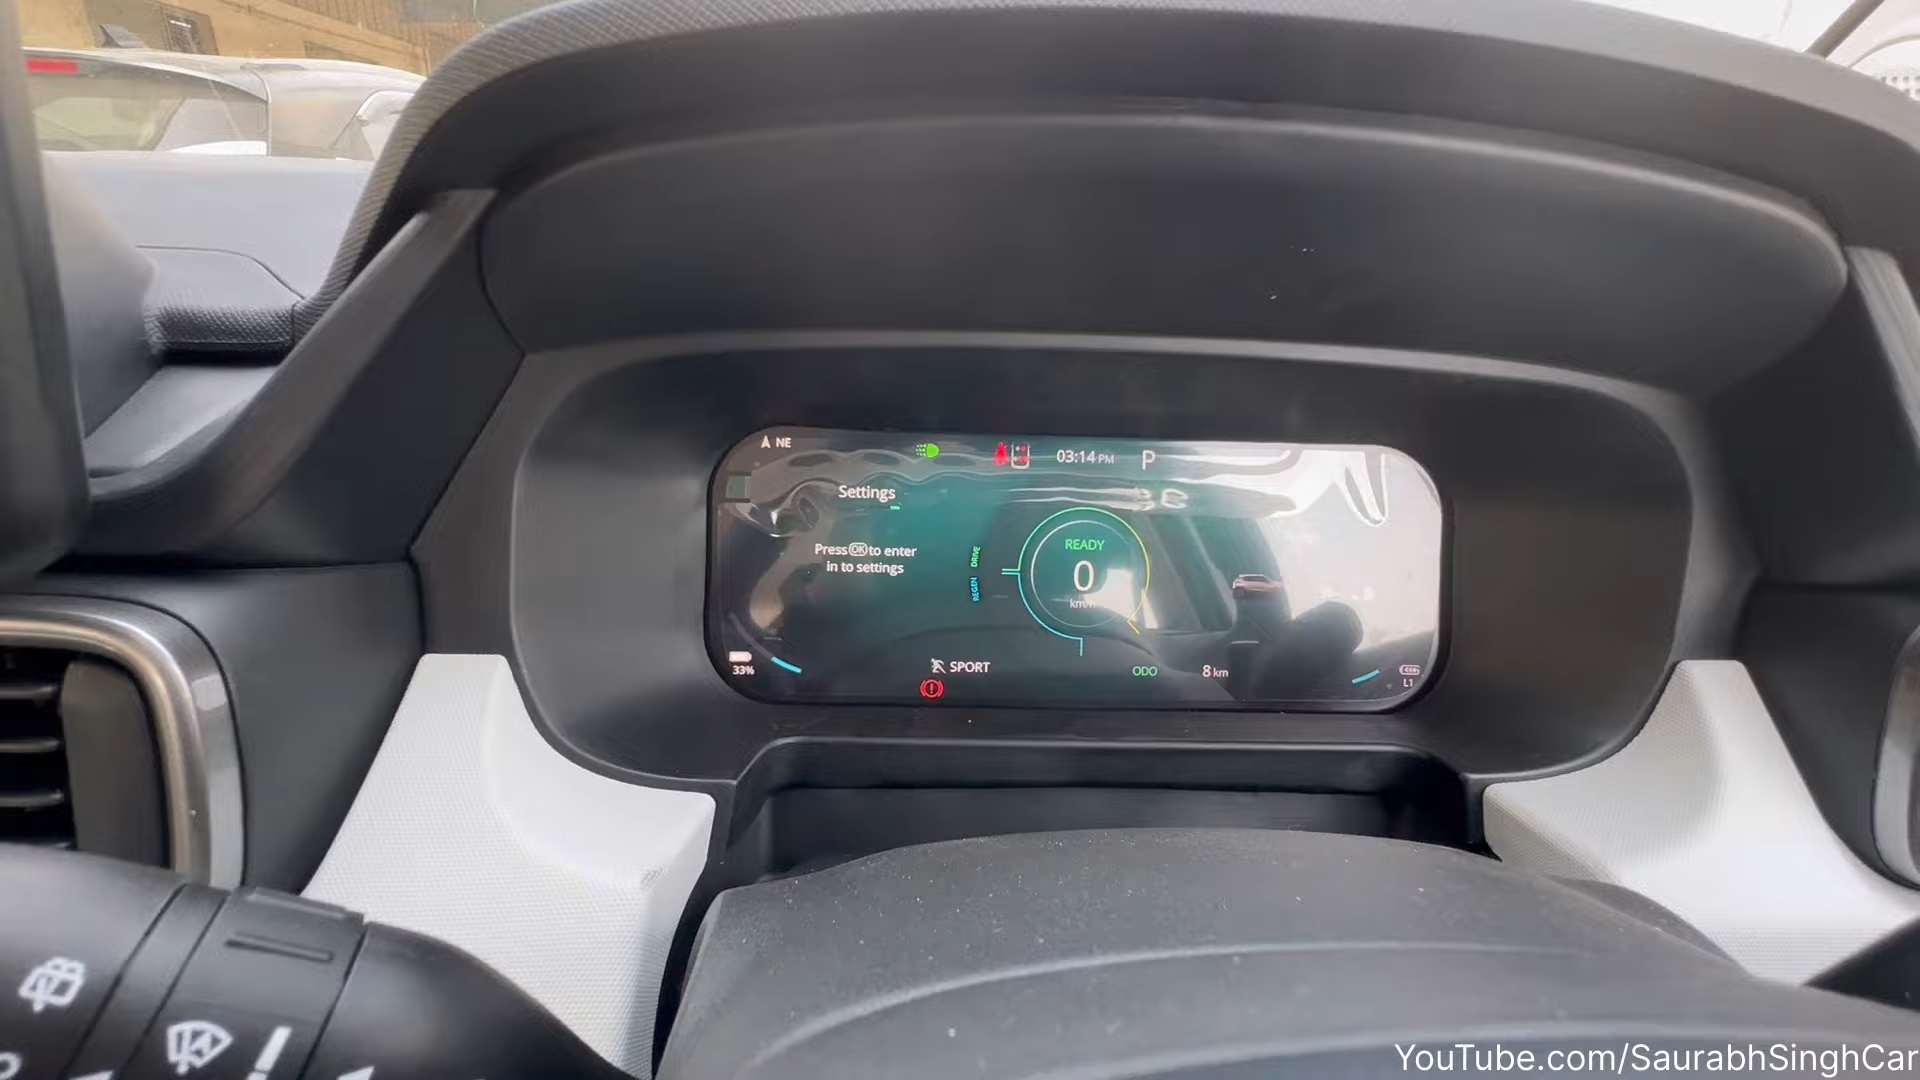 NE
03:14 PM P
Settings
Press OK to enter
in to settings
DRIVE
REGEN
READY
0
km/h
33%
SPORT
ODO
8 km
L1
YouTube.com/SaurabhSinghCar